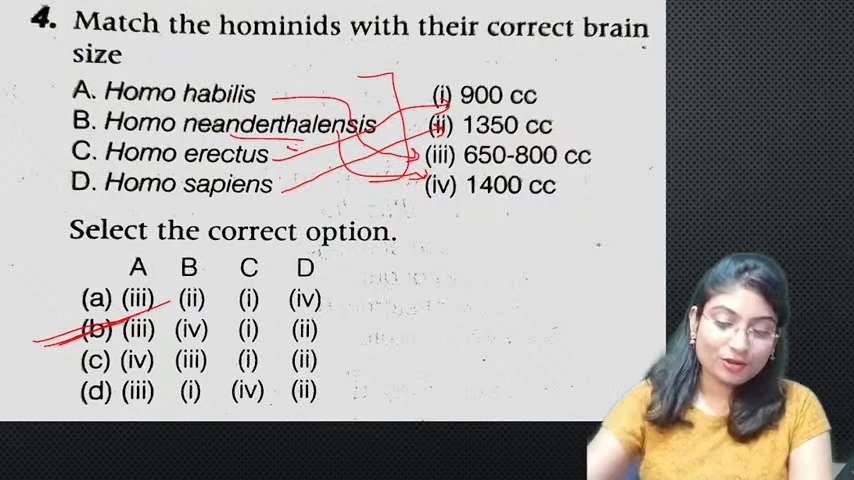 4. Match the hominids with their correct brain
size
A. Homo habilis (i) 900 cc
B. Homo neanderthalensis (ii) 1350 cc
C. Homo erectus (iii) 650-800 cc
D. Homo sapiens (iv) 1400 cc
Select the correct option.
A B C D
(a) (iii) (ii) (i) (iv)
(b) (iii) (iv) (i) (ii)
(c) (iv) (iii) (i) (ii)
(d) (iii) (i) (iv) (ii)